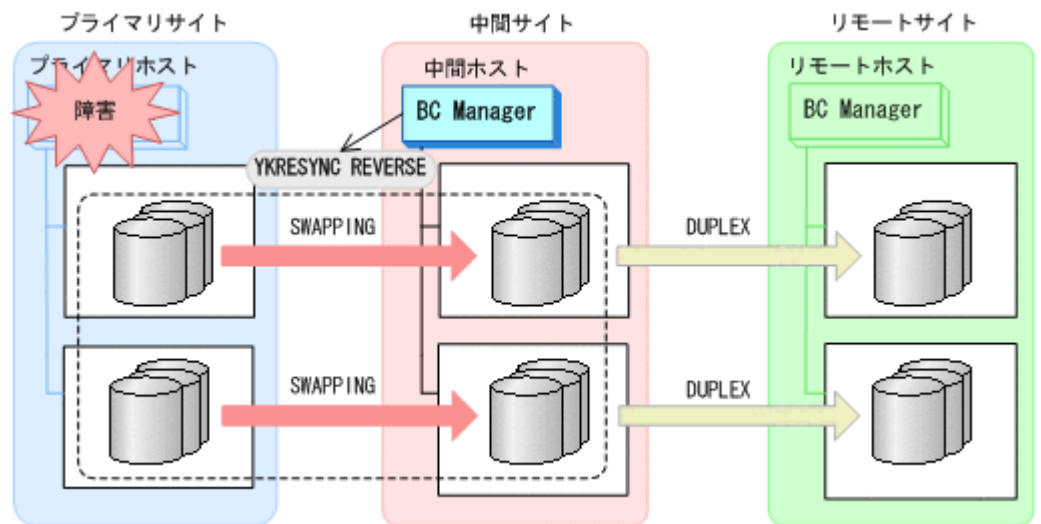 プライマリサイト
中間サイト
リモートサイト
プライマリホスト
中間ホスト
リモートホスト
障害
BC Manager
BC Manager
YKRESYNC REVERSE
SWAPPING
DUPLEX
SWAPPING
DUPLEX